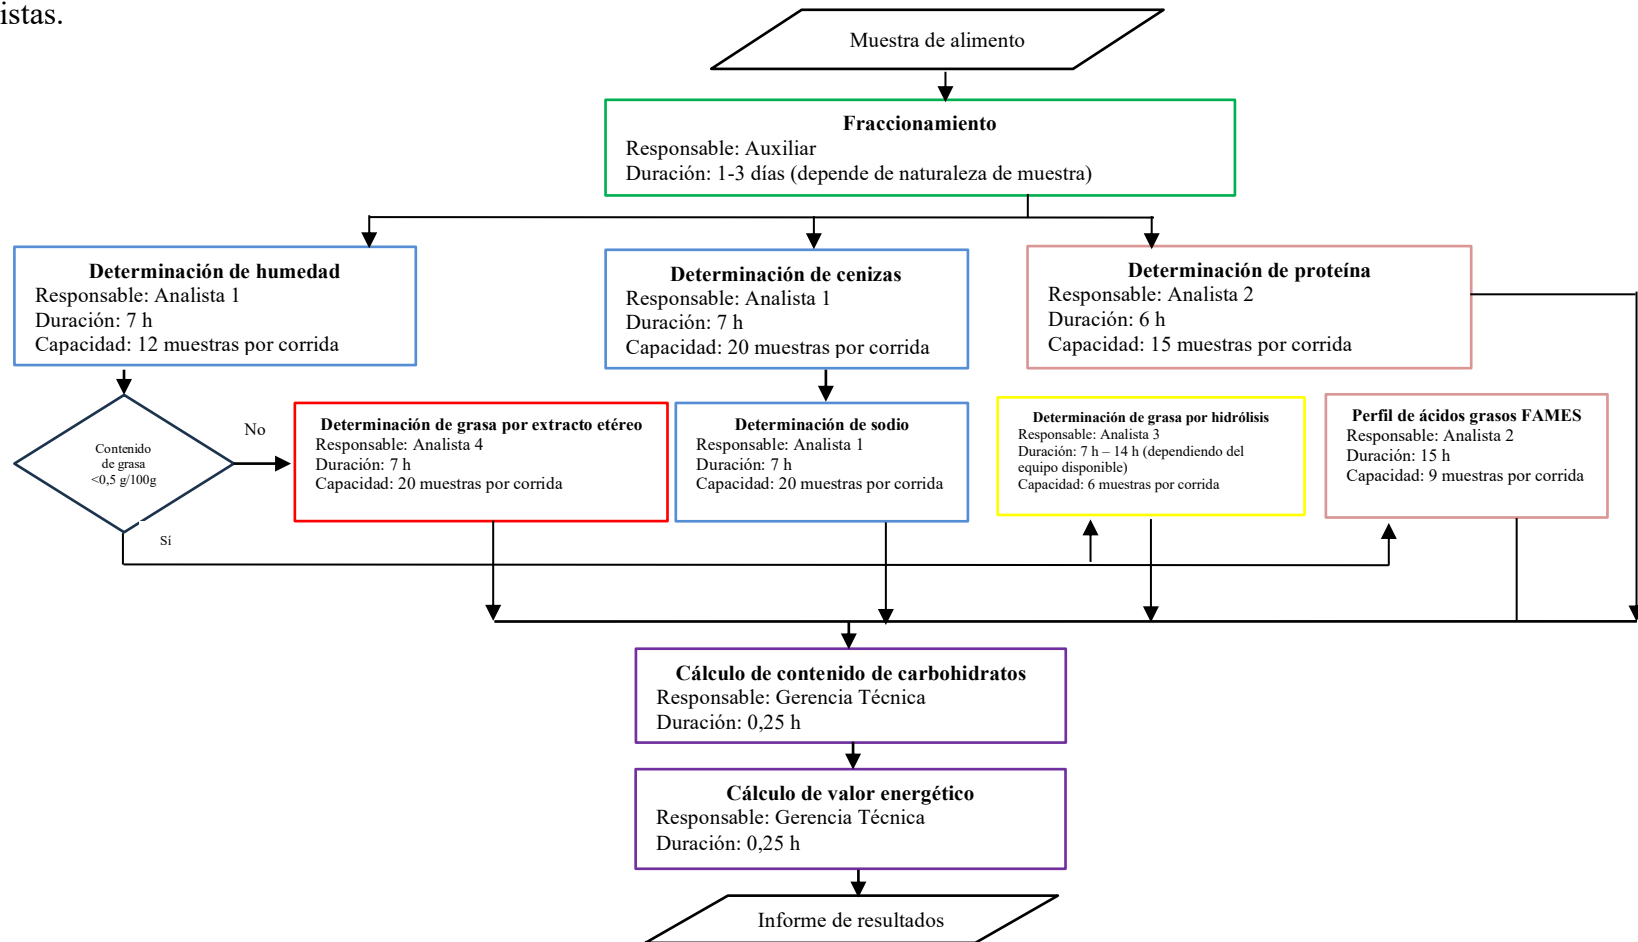 istas.
Muestra de alimento
Fraccionamiento
Responsable: Auxiliar
Duración: 1-3 días (depende de naturaleza de muestra)
Determinación de humedad
Responsable: Analista 1
Duración: 7 h
Capacidad: 12 muestras por corrida
Determinación de cenizas
Responsable: Analista 1
Duración: 7 h
Capacidad: 20 muestras por corrida
Determinación de proteína
Responsable: Analista 2
Duración: 6 h
Capacidad: 15 muestras por corrida
Contenido
de grasa
<0,5 g/100g
No
Sí
Determinación de grasa por extracto etéreo
Responsable: Analista 4
Duración: 7 h
Capacidad: 20 muestras por corrida
Determinación de sodio
Responsable: Analista 1
Duración: 7 h
Capacidad: 20 muestras por corrida
Determinación de grasa por hidrólisis
Responsable: Analista 3
Duración: 7 h – 14 h (dependiendo del
equipo disponible)
Capacidad: 6 muestras por corrida
Perfil de ácidos grasos FAMES
Responsable: Analista 2
Duración: 15 h
Capacidad: 9 muestras por corrida
Cálculo de contenido de carbohidratos
Responsable: Gerencia Técnica
Duración: 0,25 h
Cálculo de valor energético
Responsable: Gerencia Técnica
Duración: 0,25 h
Informe de resultados